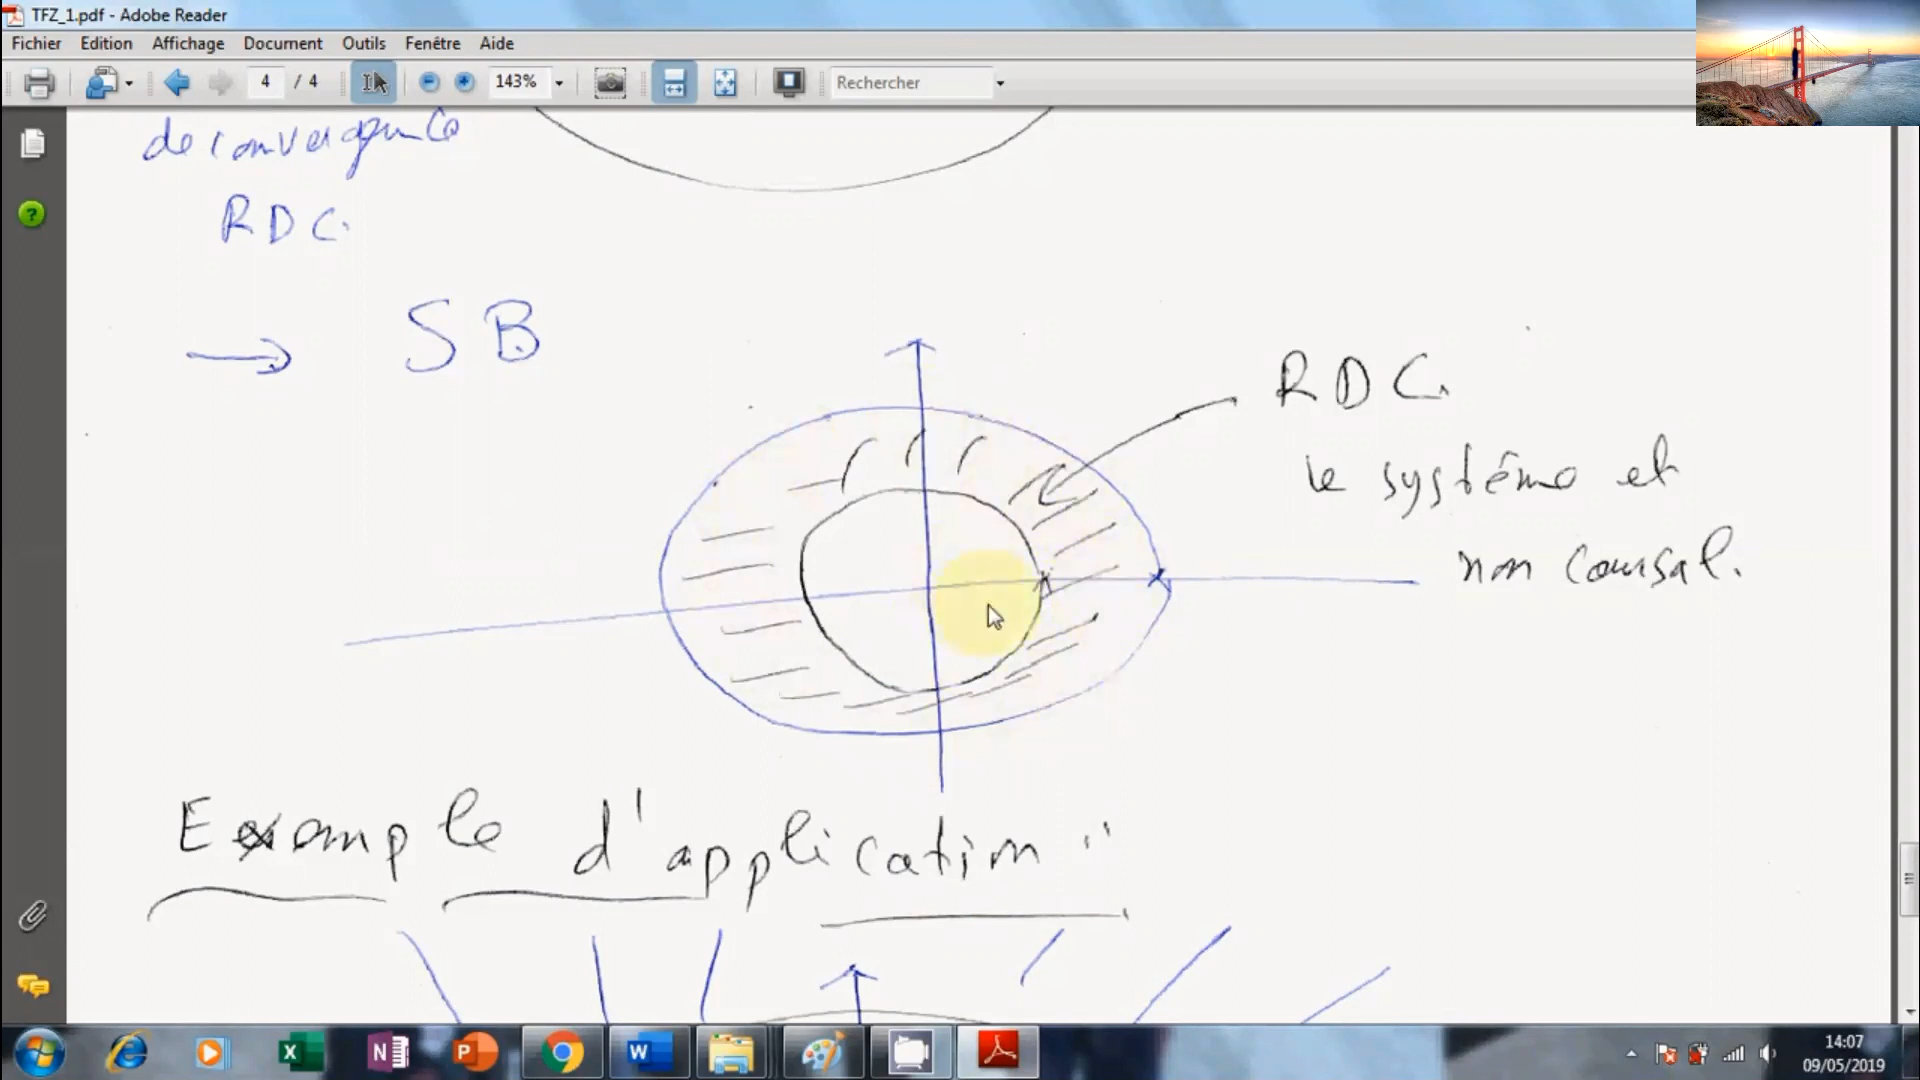 TFZ_1.pdf - Adobe Reader
Fichier Edition Affichage Document Outils Fenêtre Aide
4 / 4 143% Rechercher
de convergence
RDC.
→ SB
RDC.
le système et
non causal.
Exemple d'application :
14:07
09/05/2019